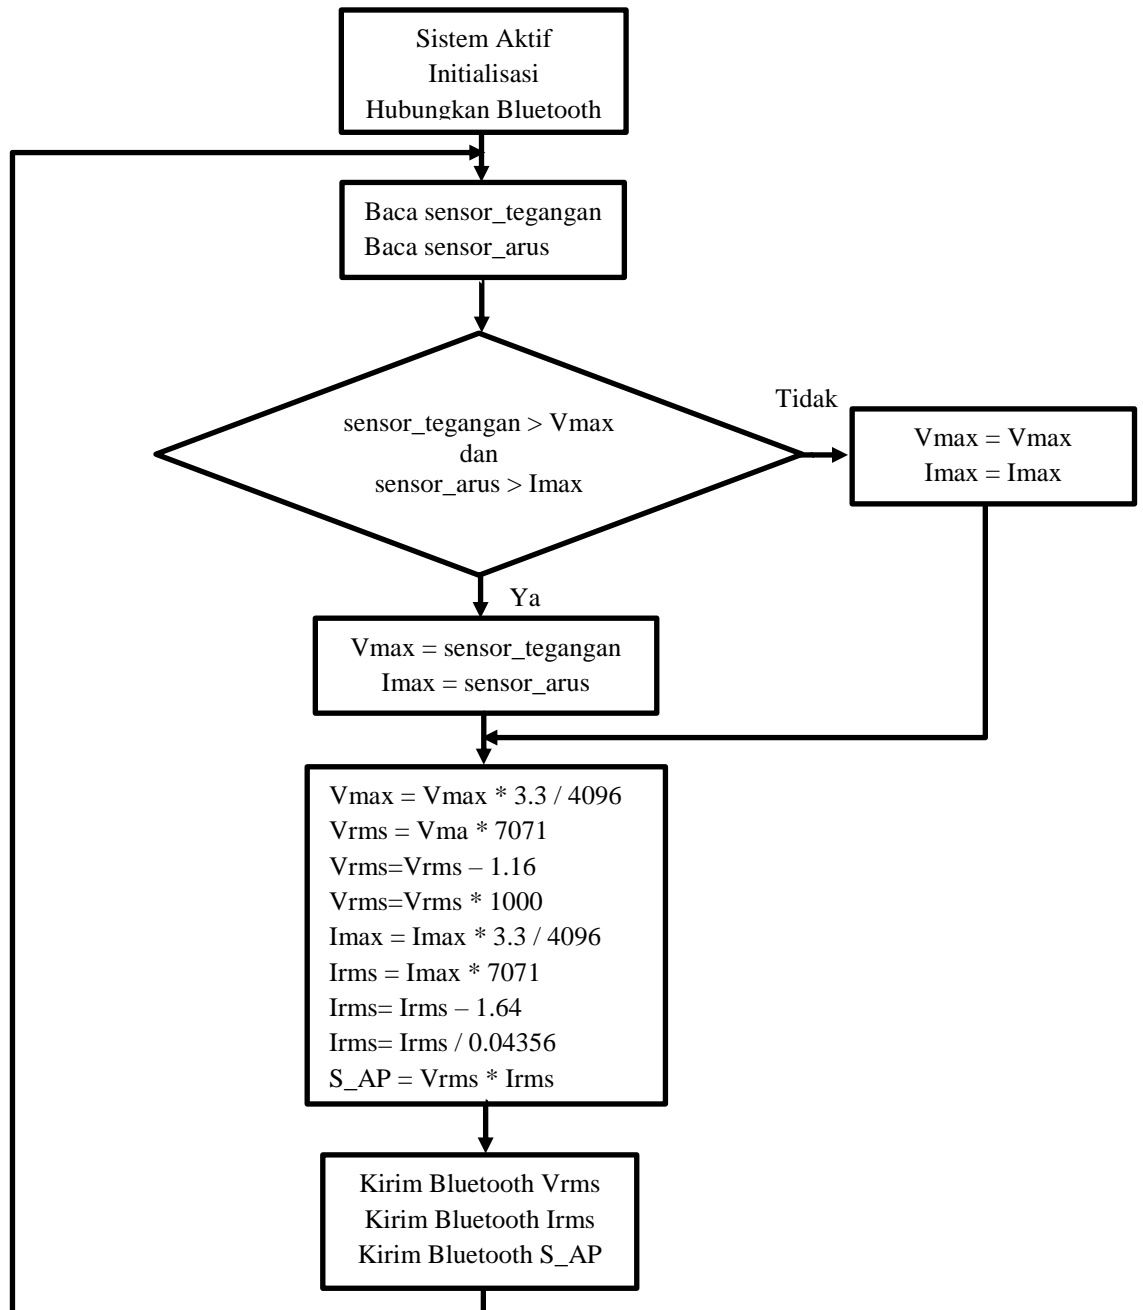 Sistem Aktif
Initialisasi
Hubungkan Bluetooth
Baca sensor_tegangan
Baca sensor_arus
sensor_tegangan > Vmax
dan
sensor_arus > Imax
Tidak
Vmax = Vmax
Imax = Imax
Ya
Vmax = sensor_tegangan
Imax = sensor_arus
Vmax = Vmax * 3.3 / 4096
Vrms = Vma * 7071
Vrms=Vrms – 1.16
Vrms=Vrms * 1000
Imax = Imax * 3.3 / 4096
Irms = Imax * 7071
Irms= Irms – 1.64
Irms= Irms / 0.04356
S_AP = Vrms * Irms
Kirim Bluetooth Vrms
Kirim Bluetooth Irms
Kirim Bluetooth S_AP